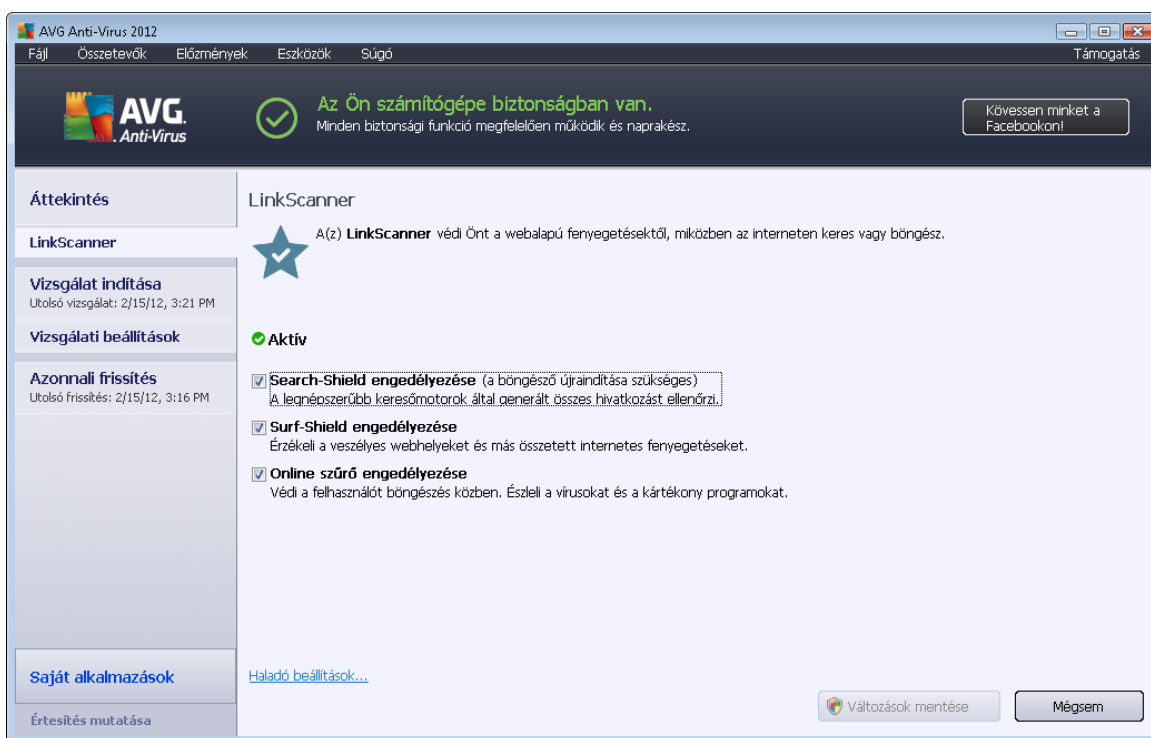 AVG Anti-Virus 2012
Fájl Összetevők Előzmények Eszközök Súgó Támogatás
AVG.
Anti-Virus
Az Ön számítógépe biztonságban van.
Minden biztonsági funkció megfelelően működik és naprakész.
Kövessen minket a
Facebookon!
Áttekintés
LinkScanner
Vizsgálat indítása
Utolsó vizsgálat: 2/15/12, 3:21 PM
Vizsgálati beállítások
Azonnali frissítés
Utolsó frissítés: 2/15/12, 3:16 PM
Saját alkalmazások
Értesítés mutatása
LinkScanner
A(z) LinkScanner védi Önt a webalapú fenyegetésektől, miközben az interneten keres vagy böngész.
Aktív
Search-Shield engedélyezése (a böngésző újraindítása szükséges)
A legnépszerűbb keresőmotorok által generált összes hivatkozást ellenőrzi.
Surf-Shield engedélyezése
Érzékeli a veszélyes webhelyeket és más összetett internetes fenyegetéseket.
Online szűrő engedélyezése
Védi a felhasználót böngészés közben. Észleli a vírusokat és a kártékony programokat.
Haladó beállítások...
Változások mentése
Mégsem